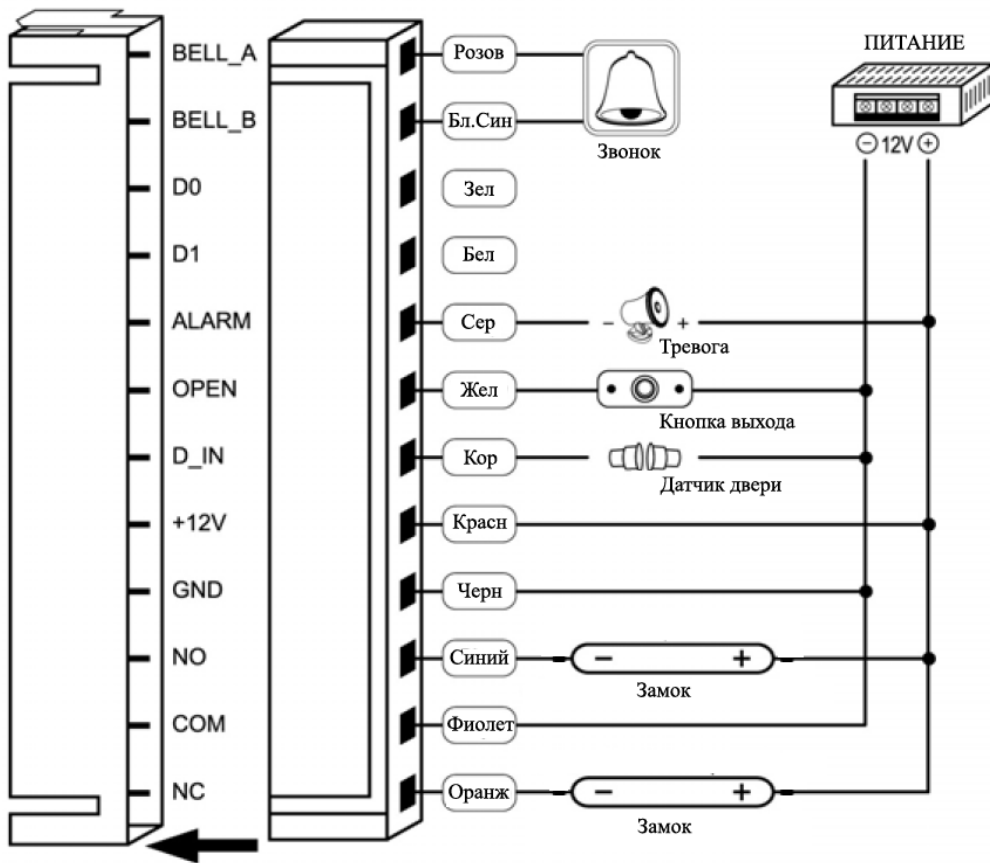 ПИТАНИЕ
BELL_A
Розов
BELL_B
Бл.Син
Звонок
− 12V +
D0
Зел
D1
Бел
ALARM
Сер
− +
Тревога
OPEN
Жел
Кнопка выхода
D_IN
Кор
Датчик двери
+12V
Красн
GND
Черн
NO
Синий
− +
Замок
COM
Фиолет
NC
Оранж
− +
Замок